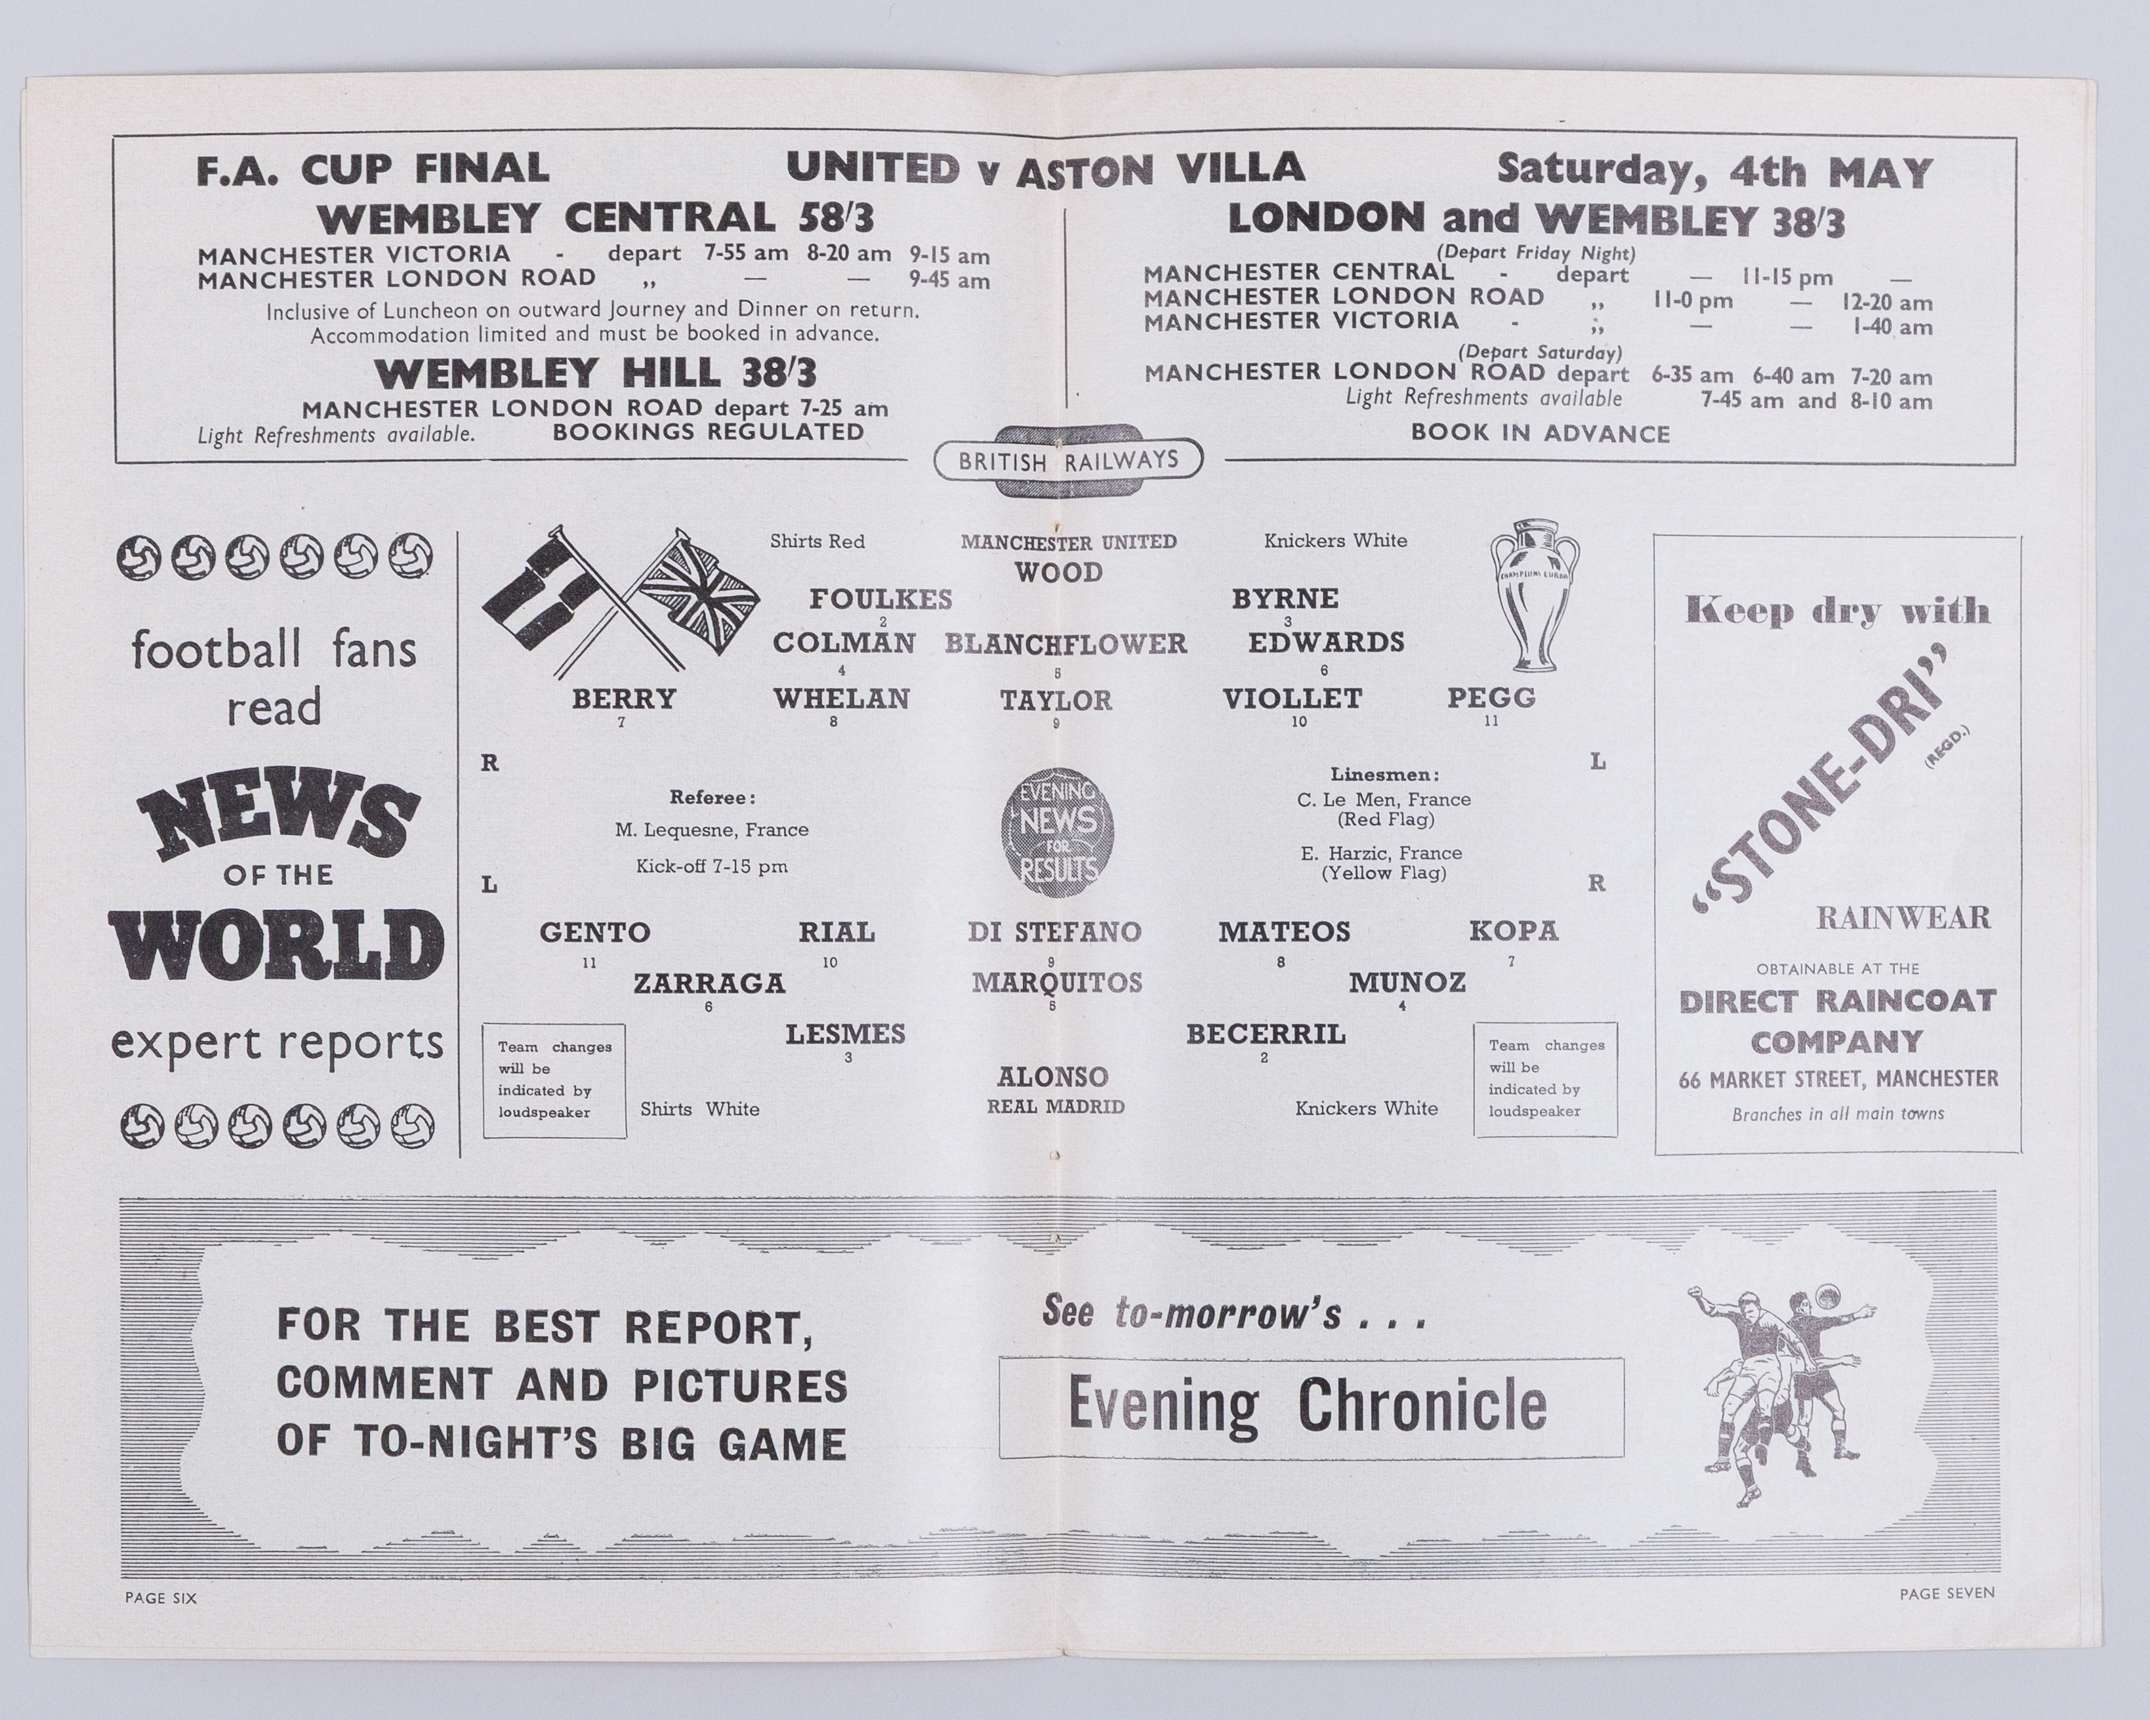 F.A. CUP FINAL UNITED v ASTON VILLA Saturday, 4th MAY
WEMBLEY CENTRAL 58/3
MANCHESTER VICTORIA - depart 7-55 am 8-20 am 9-15 am
MANCHESTER LONDON ROAD ,, — — 9-45 am
Inclusive of Luncheon on outward Journey and Dinner on return.
Accommodation limited and must be booked in advance.
WEMBLEY HILL 38/3
MANCHESTER LONDON ROAD depart 7-25 am
Light Refreshments available. BOOKINGS REGULATED
LONDON and WEMBLEY 38/3
(Depart Friday Night)
MANCHESTER CENTRAL - depart — 11-15 pm —
MANCHESTER LONDON ROAD ,, 11-0 pm — 12-20 am
MANCHESTER VICTORIA - ,, — — 1-40 am
(Depart Saturday)
MANCHESTER LONDON ROAD depart 6-35 am 6-40 am 7-20 am
Light Refreshments available 7-45 am and 8-10 am
BOOK IN ADVANCE
BRITISH RAILWAYS
football fans
read
NEWS
OF THE
WORLD
expert reports
Shirts Red MANCHESTER UNITED Knickers White
WOOD
CHAMPIONS EUROPA
FOULKES BYRNE
2 3
COLMAN BLANCHFLOWER EDWARDS
4 5 6
BERRY WHELAN TAYLOR VIOLLET PEGG
7 8 9 10 11
R L
Referee:
M. Lequesne, France
Kick-off 7-15 pm
EVENING
NEWS
FOR
RESULTS
Linesmen:
C. Le Men, France
(Red Flag)
E. Harzic, France
(Yellow Flag)
L R
GENTO RIAL DI STEFANO MATEOS KOPA
11 10 9 8 7
ZARRAGA MARQUITOS MUNOZ
6 5 4
LESMES BECERRIL
3 2
ALONSO
Shirts White REAL MADRID Knickers White
Team changes
will be
indicated by
loudspeaker
Team changes
will be
indicated by
loudspeaker
Keep dry with
"STONE-DRI"
(REGD.)
RAINWEAR
OBTAINABLE AT THE
DIRECT RAINCOAT
COMPANY
66 MARKET STREET, MANCHESTER
Branches in all main towns
FOR THE BEST REPORT,
COMMENT AND PICTURES
OF TO-NIGHT'S BIG GAME
See to-morrow's . . .
Evening Chronicle
PAGE SIX
PAGE SEVEN